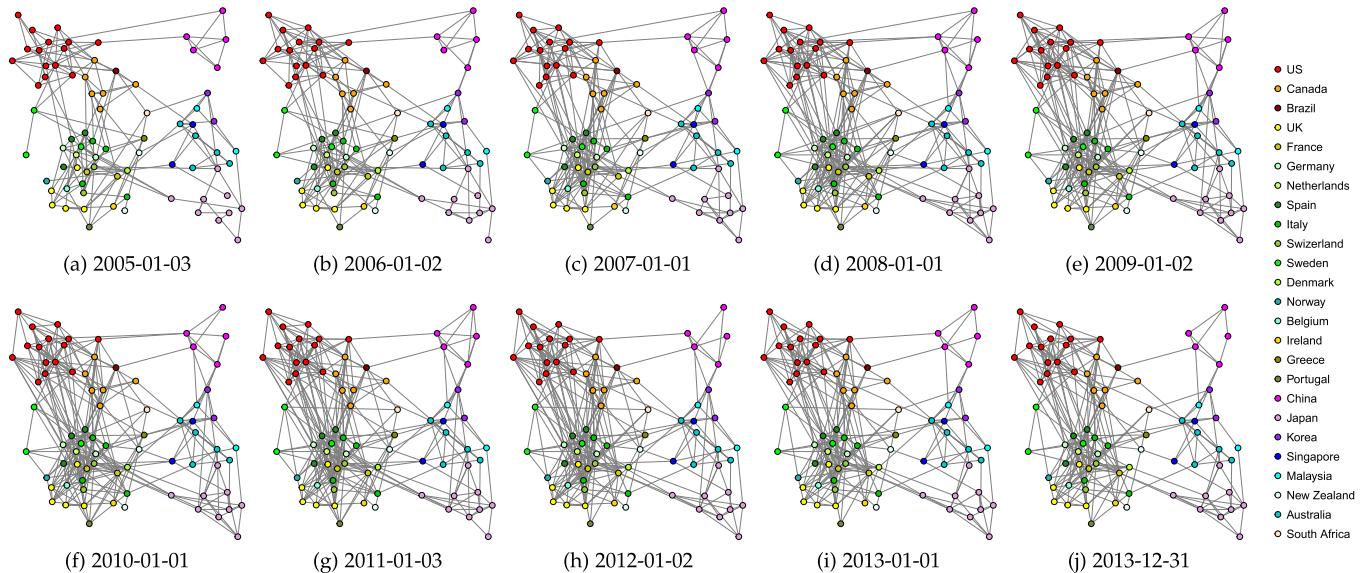 (a) 2005-01-03
(b) 2006-01-02
(c) 2007-01-01
(d) 2008-01-01
(e) 2009-01-02
US
Canada
Brazil
UK
France
Germany
Netherlands
Spain
Italy
Swizerland
Sweden
Denmark
Norway
Belgium
Ireland
Greece
Portugal
China
Japan
Korea
Singapore
Malaysia
New Zealand
Australia
South Africa
(f) 2010-01-01
(g) 2011-01-03
(h) 2012-01-02
(i) 2013-01-01
(j) 2013-12-31